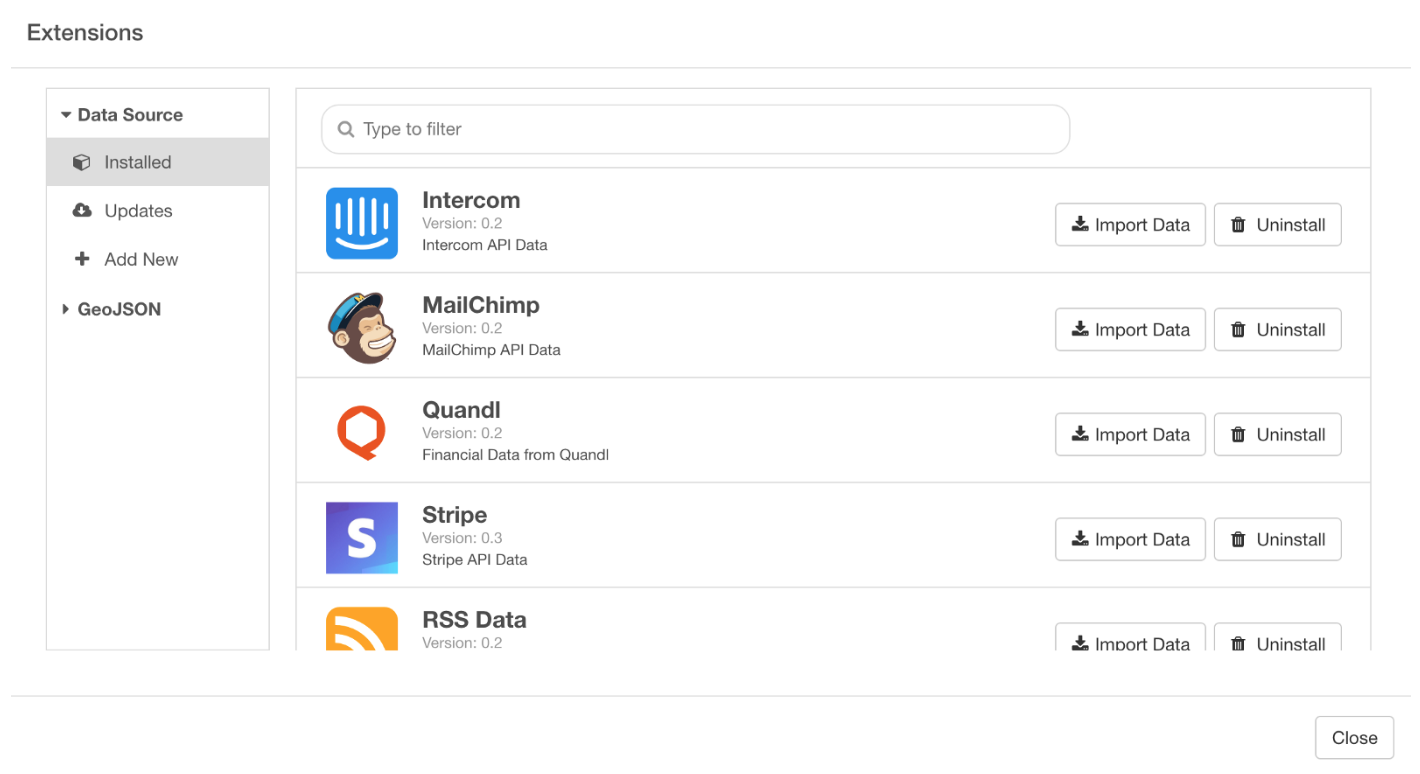 Extensions
Data Source
Installed
Updates
Add New
GeoJSON
Type to filter
Intercom
Version: 0.2
Intercom API Data
Import Data
Uninstall
MailChimp
Version: 0.2
MailChimp API Data
Import Data
Uninstall
Quandl
Version: 0.2
Financial Data from Quandl
Import Data
Uninstall
S
Stripe
Version: 0.3
Stripe API Data
Import Data
Uninstall
RSS Data
Version: 0.2
Import Data
Uninstall
Close